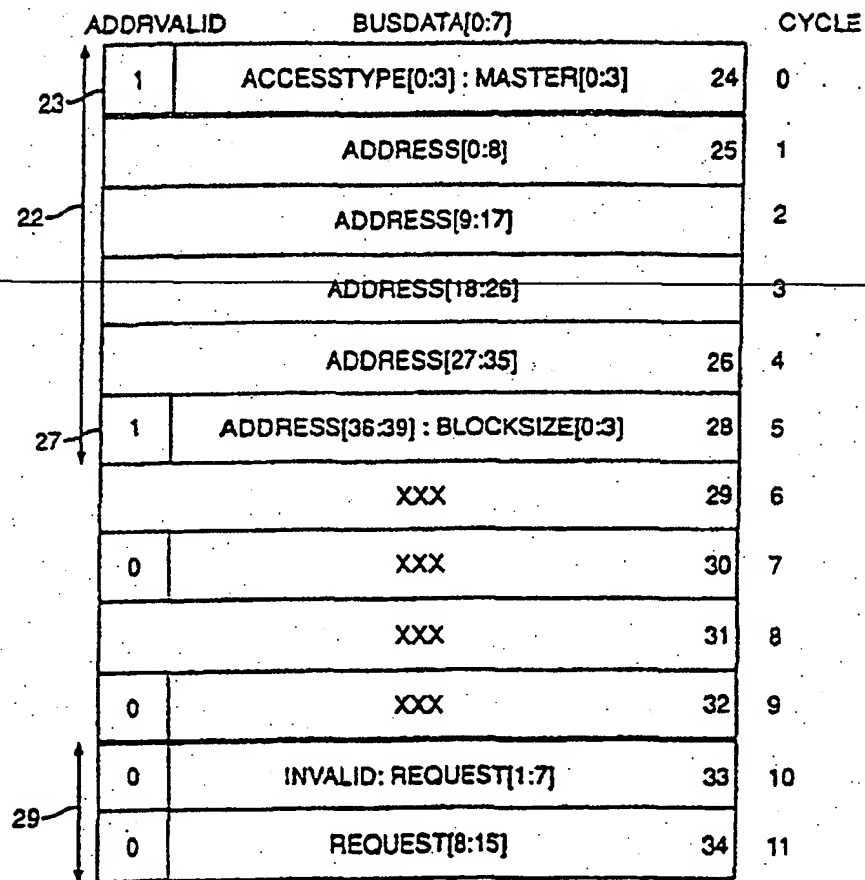 ADDRVALID BUSDATA[0:7] CYCLE
23 1 ACCESSTYPE[0:3] : MASTER[0:3] 24 0
ADDRESS[0:8] 25 1
22 ADDRESS[9:17] 2
ADDRESS[18:26] 3
ADDRESS[27:35] 26 4
27 1 ADDRESS[36:39] : BLOCKSIZE[0:3] 28 5
XXX 29 6
0 XXX 30 7
XXX 31 8
0 XXX 32 9
0 INVALID: REQUEST[1:7] 33 10
29 0 REQUEST[8:15] 34 11